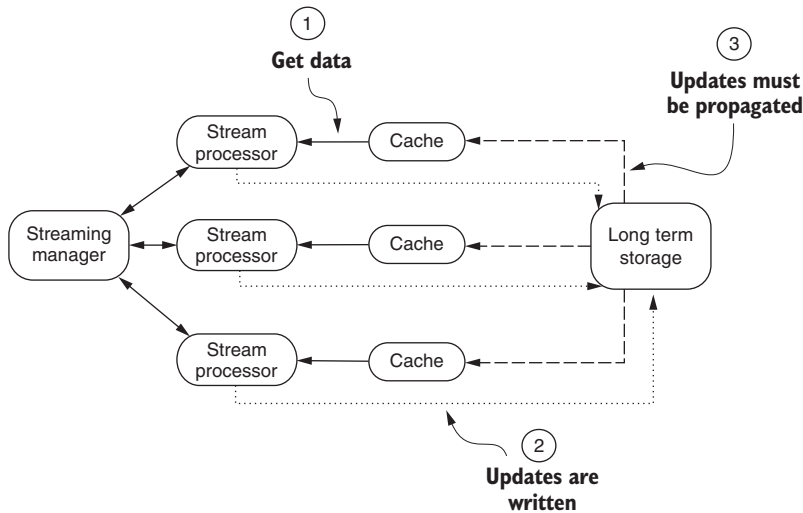 1
Get data
3
Updates must
be propagated
Stream
processor
Cache
Streaming
manager
Stream
processor
Cache
Long term
storage
Stream
processor
Cache
2
Updates are
written